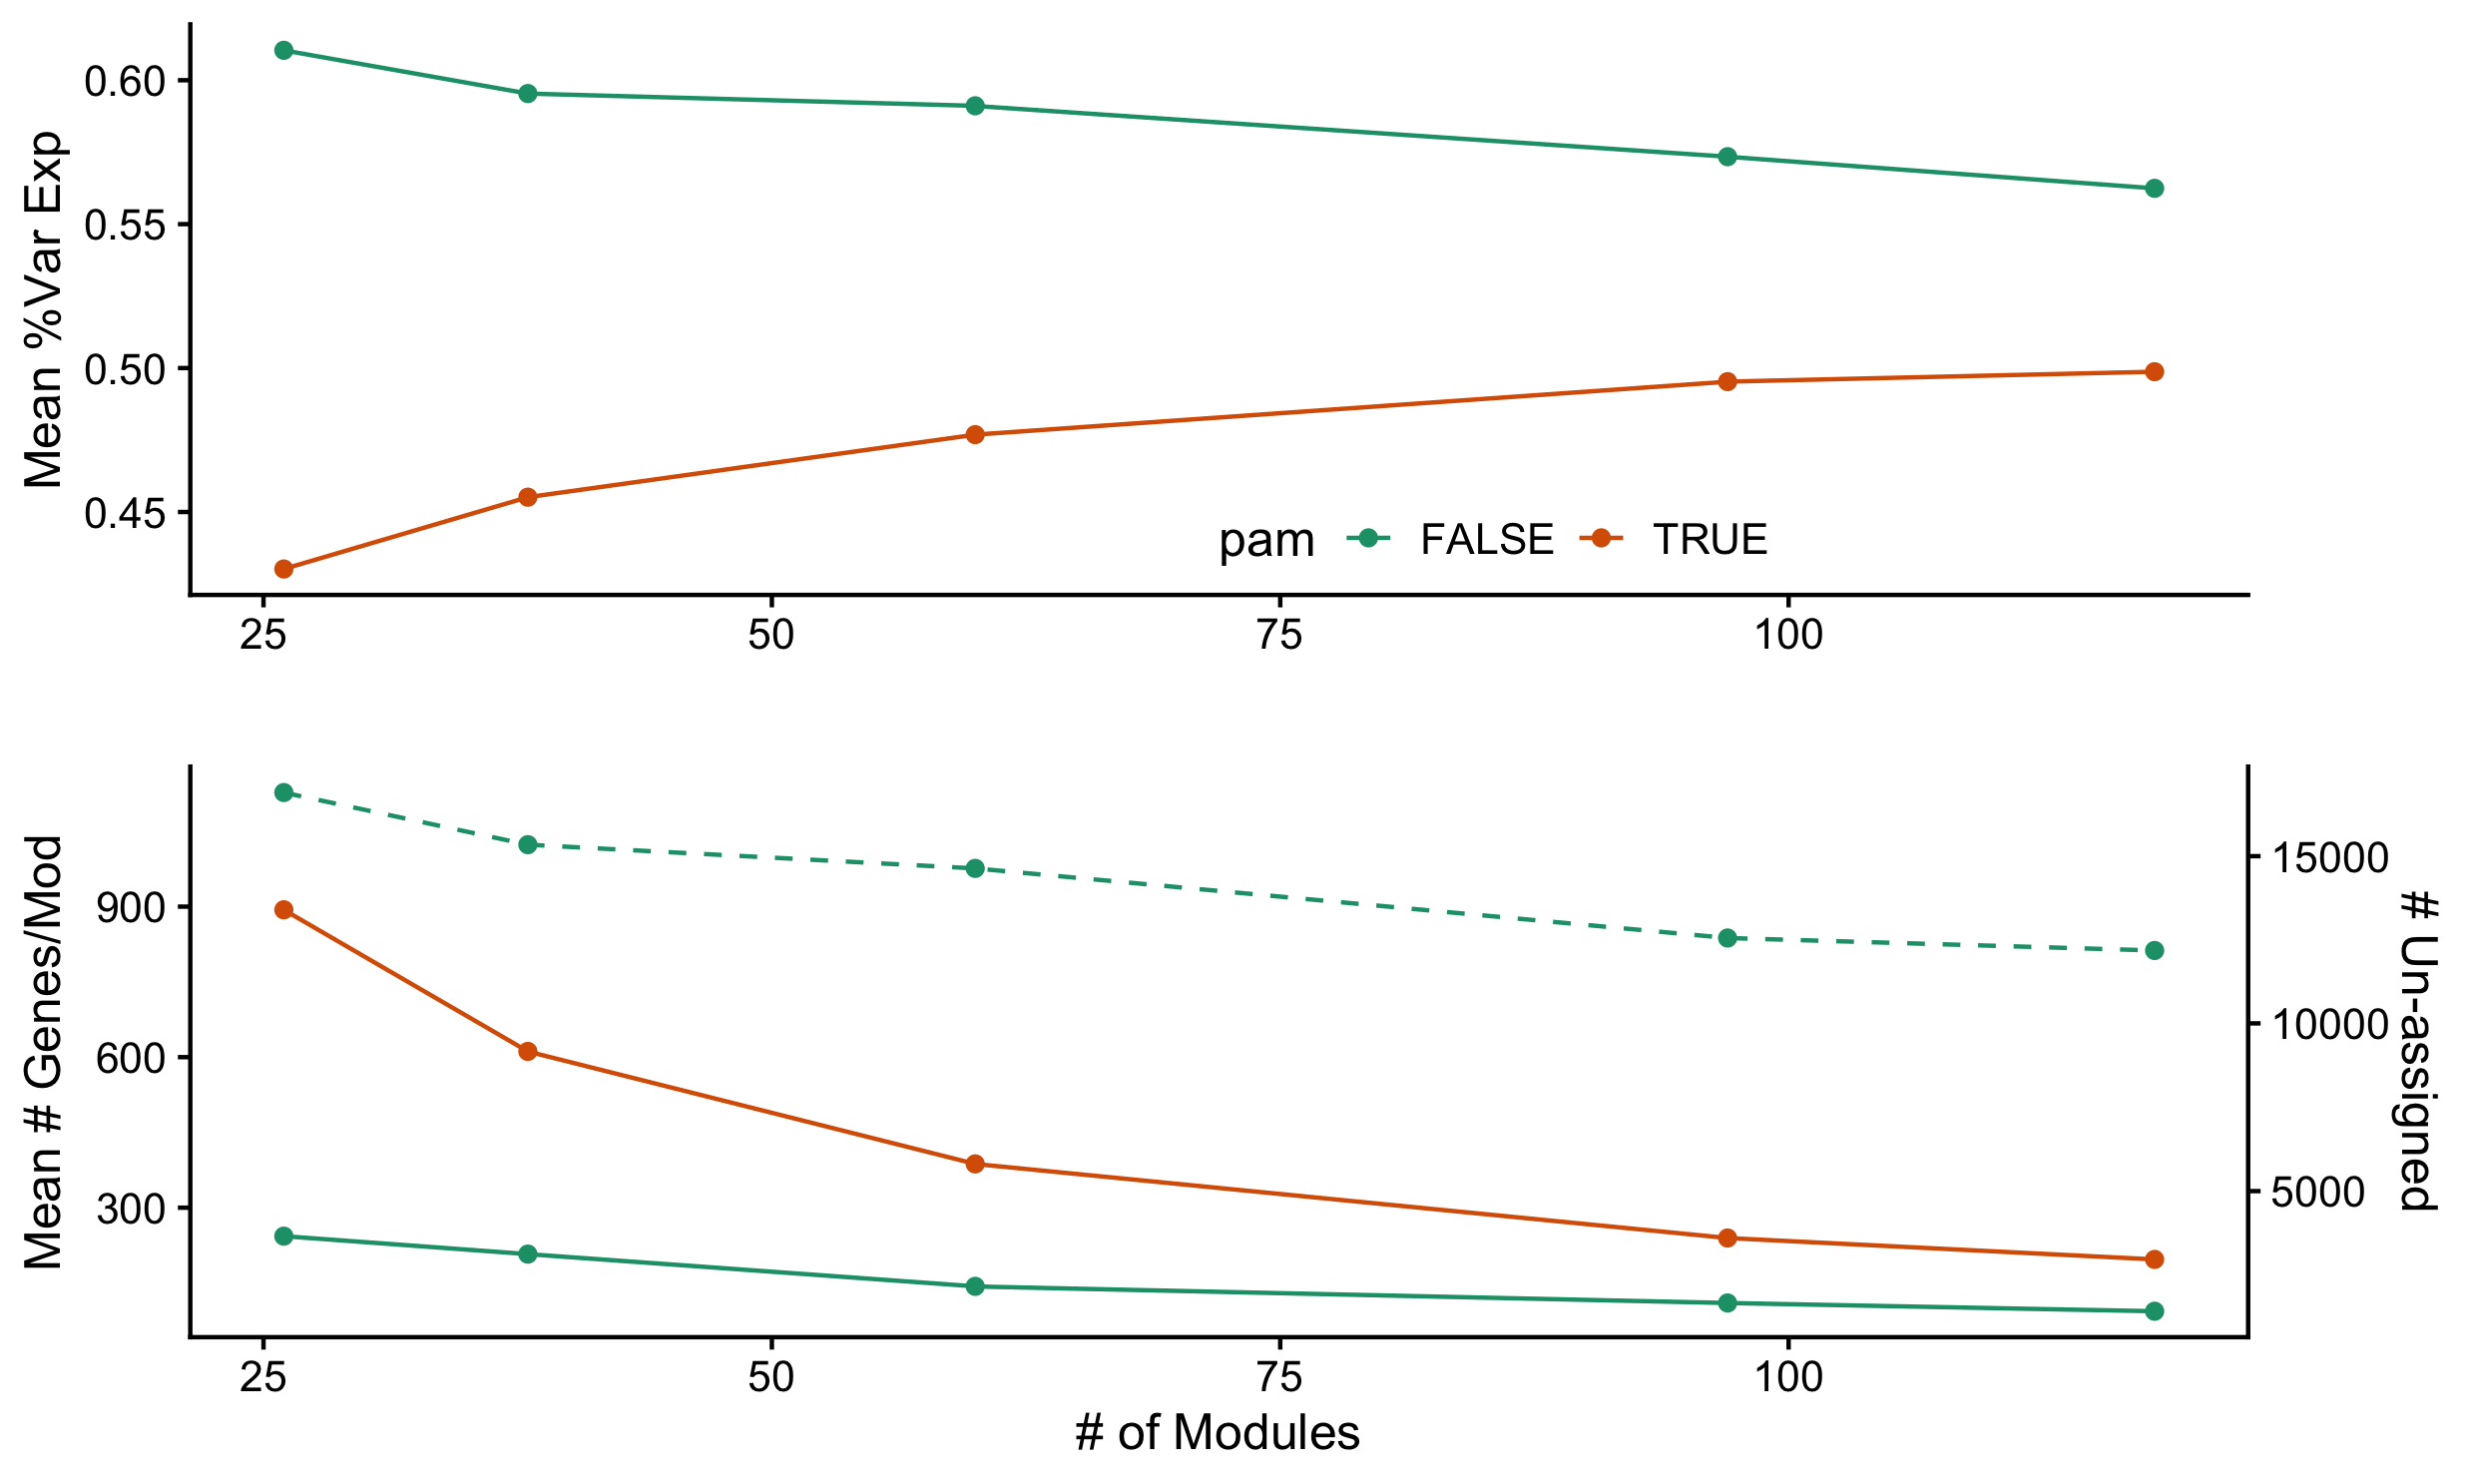 Mean %Var Exp
0.60
0.55
0.50
0.45
pam FALSE TRUE
25 50 75 100
Mean # Genes/Mod
900
600
300
15000
10000
5000
# Un-assigned
25 50 75 100
# of Modules